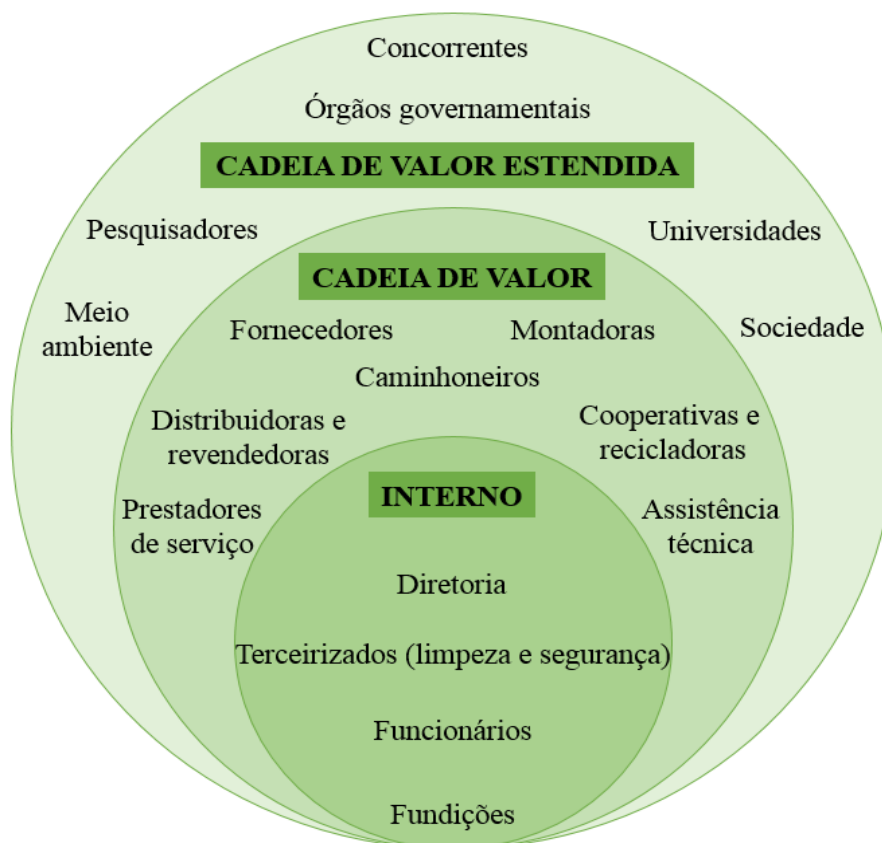 Concorrentes
Órgãos governamentais
CADEIA DE VALOR ESTENDIDA
Pesquisadores
Universidades
CADEIA DE VALOR
Meio
ambiente
Fornecedores
Montadoras
Sociedade
Caminhoneiros
Distribuidoras e
revendedoras
Cooperativas e
recicladoras
INTERNO
Prestadores
de serviço
Assistência
técnica
Diretoria
Terceirizados (limpeza e segurança)
Funcionários
Fundições